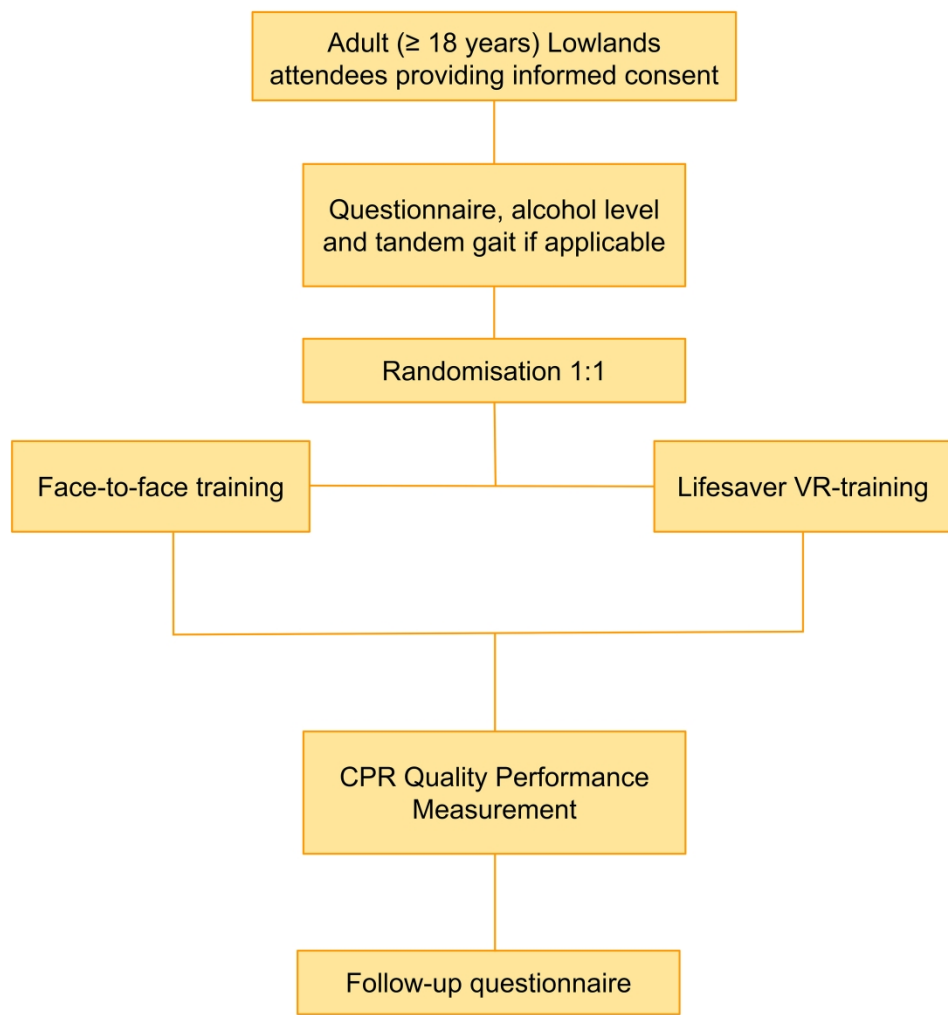 Adult (≥ 18 years) Lowlands
attendees providing informed consent
Questionnaire, alcohol level
and tandem gait if applicable
Randomisation 1:1
Face-to-face training
Lifesaver VR-training
CPR Quality Performance
Measurement
Follow-up questionnaire